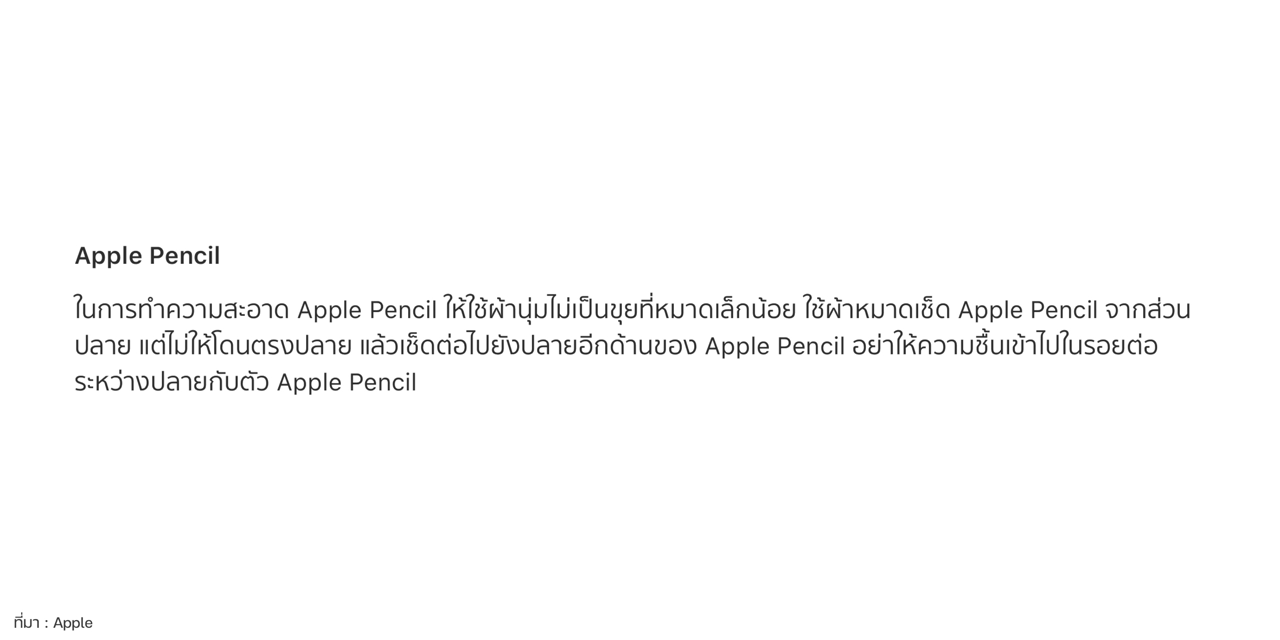 Apple Pencil
ในการทำความสะอาด Apple Pencil ให้ใช้ผ้านุ่มไม่เป็นขุยที่หมาดเล็กน้อย ใช้ผ้าหมาดเช็ด Apple Pencil จากส่วน
ปลาย แต่ไม่ให้โดนตรงปลาย แล้วเช็ดต่อไปยังปลายอีกด้านของ Apple Pencil อย่าให้ความชื้นเข้าไปในรอยต่อ
ระหว่างปลายกับตัว Apple Pencil
ที่มา : Apple